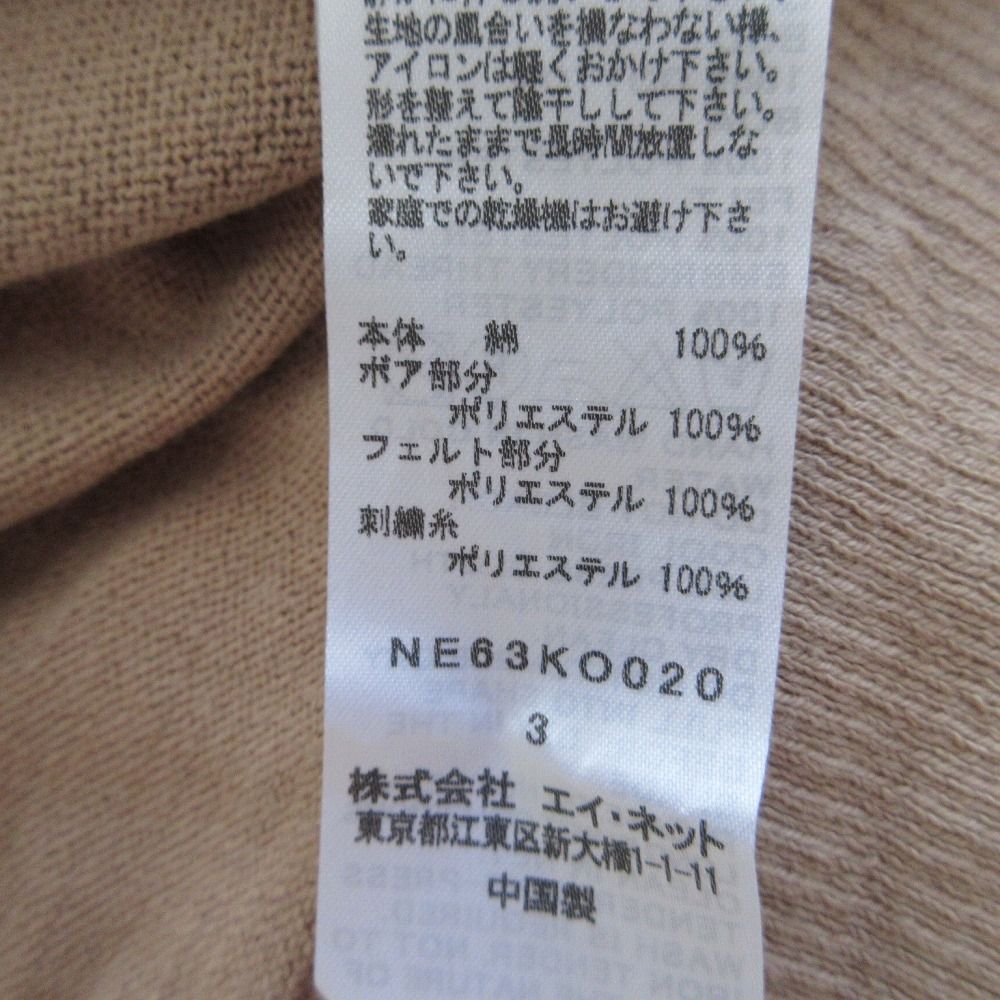 生地の風合いを損なわない様、
アイロンは軽くおかけ下さい。
形を整えて陰干しして下さい。
濡れたままで長時間放置しな
いで下さい。
家庭での乾燥機はお避け下さ
い。
本体 綿 100%
ボア部分
ポリエステル 100%
フェルト部分
ポリエステル 100%
刺繍糸
ポリエステル 100%
NE63KO020
3
株式会社 エイ・ネット
東京都江東区新大橋1-1-11
中国製